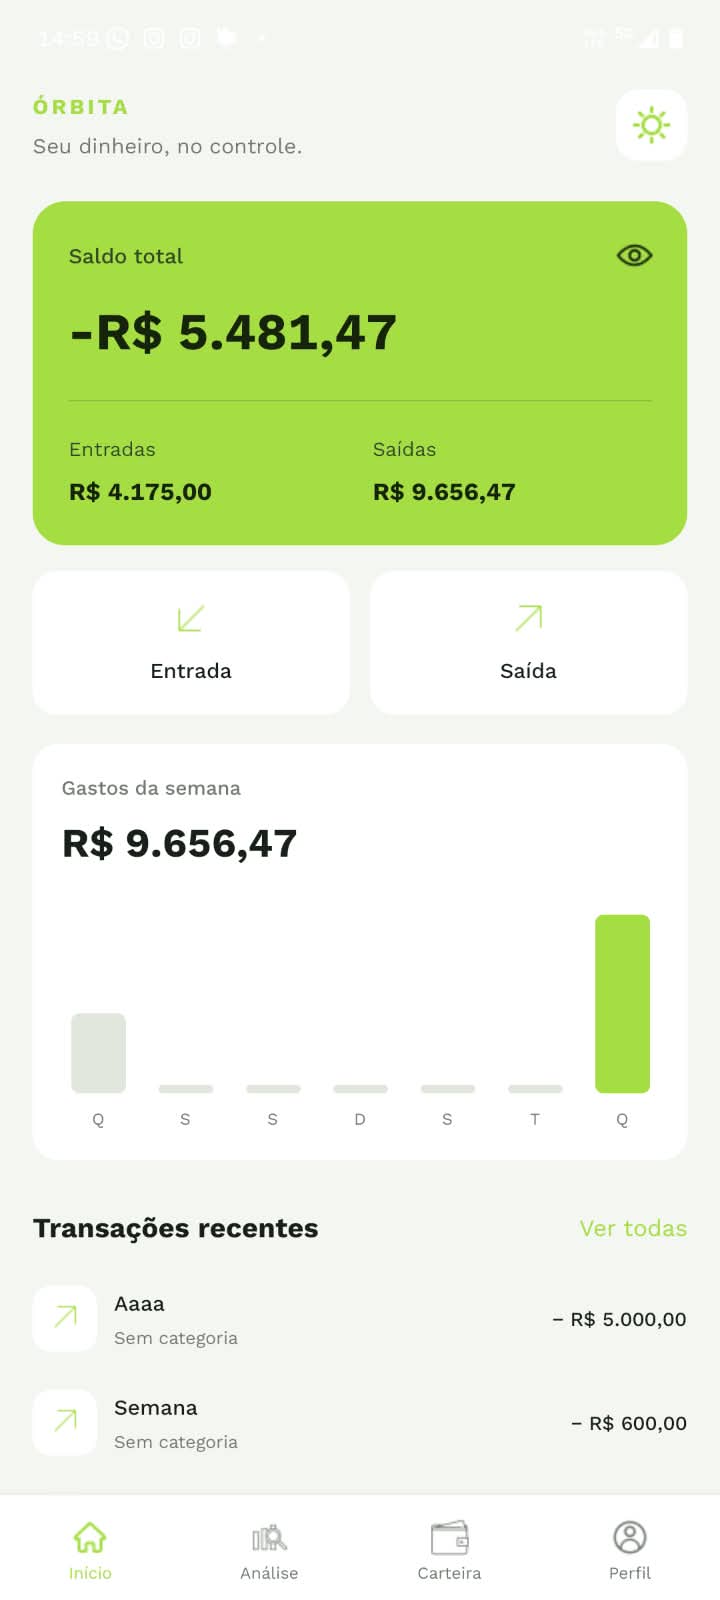 14:59
ÓRBITA
Seu dinheiro, no controle.
Saldo total
-R$ 5.481,47
Entradas
Saídas
R$ 4.175,00
R$ 9.656,47
Entrada
Saída
Gastos da semana
R$ 9.656,47
Q S S D S T Q
Transações recentes
Ver todas
Aaaa
– R$ 5.000,00
Sem categoria
Semana
– R$ 600,00
Sem categoria
Início
Análise
Carteira
Perfil